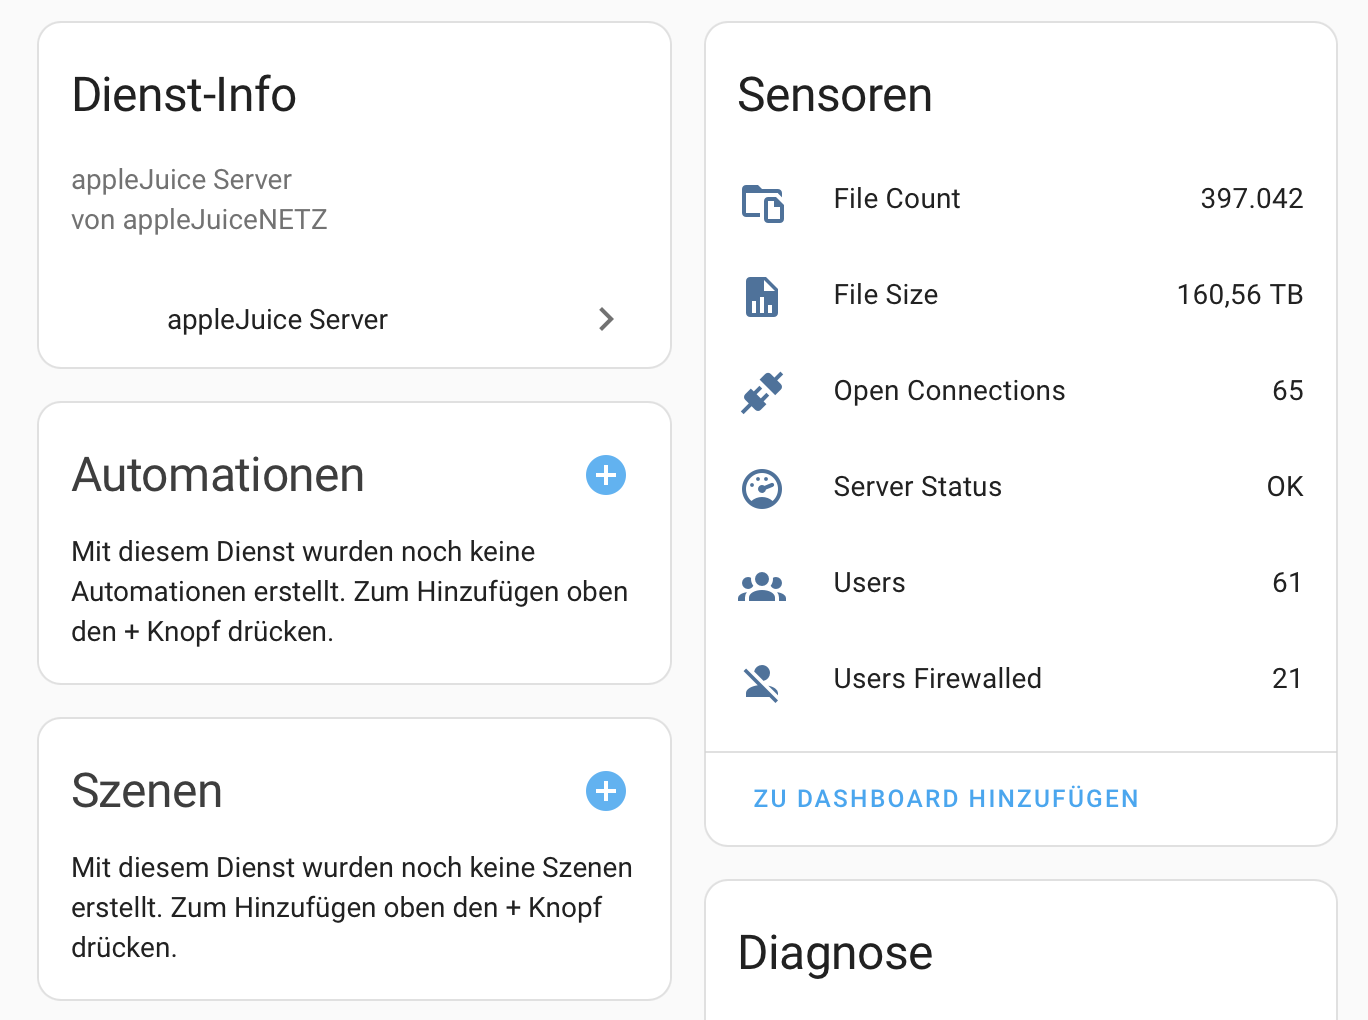 Dienst-Info
appleJuice Server
von appleJuiceNETZ
appleJuice Server
Automationen
Mit diesem Dienst wurden noch keine
Automationen erstellt. Zum Hinzufügen oben
den + Knopf drücken.
Szenen
Mit diesem Dienst wurden noch keine Szenen
erstellt. Zum Hinzufügen oben den + Knopf
drücken.
Sensoren
File Count 397.042
File Size 160,56 TB
Open Connections 65
Server Status OK
Users 61
Users Firewalled 21
ZU DASHBOARD HINZUFÜGEN
Diagnose